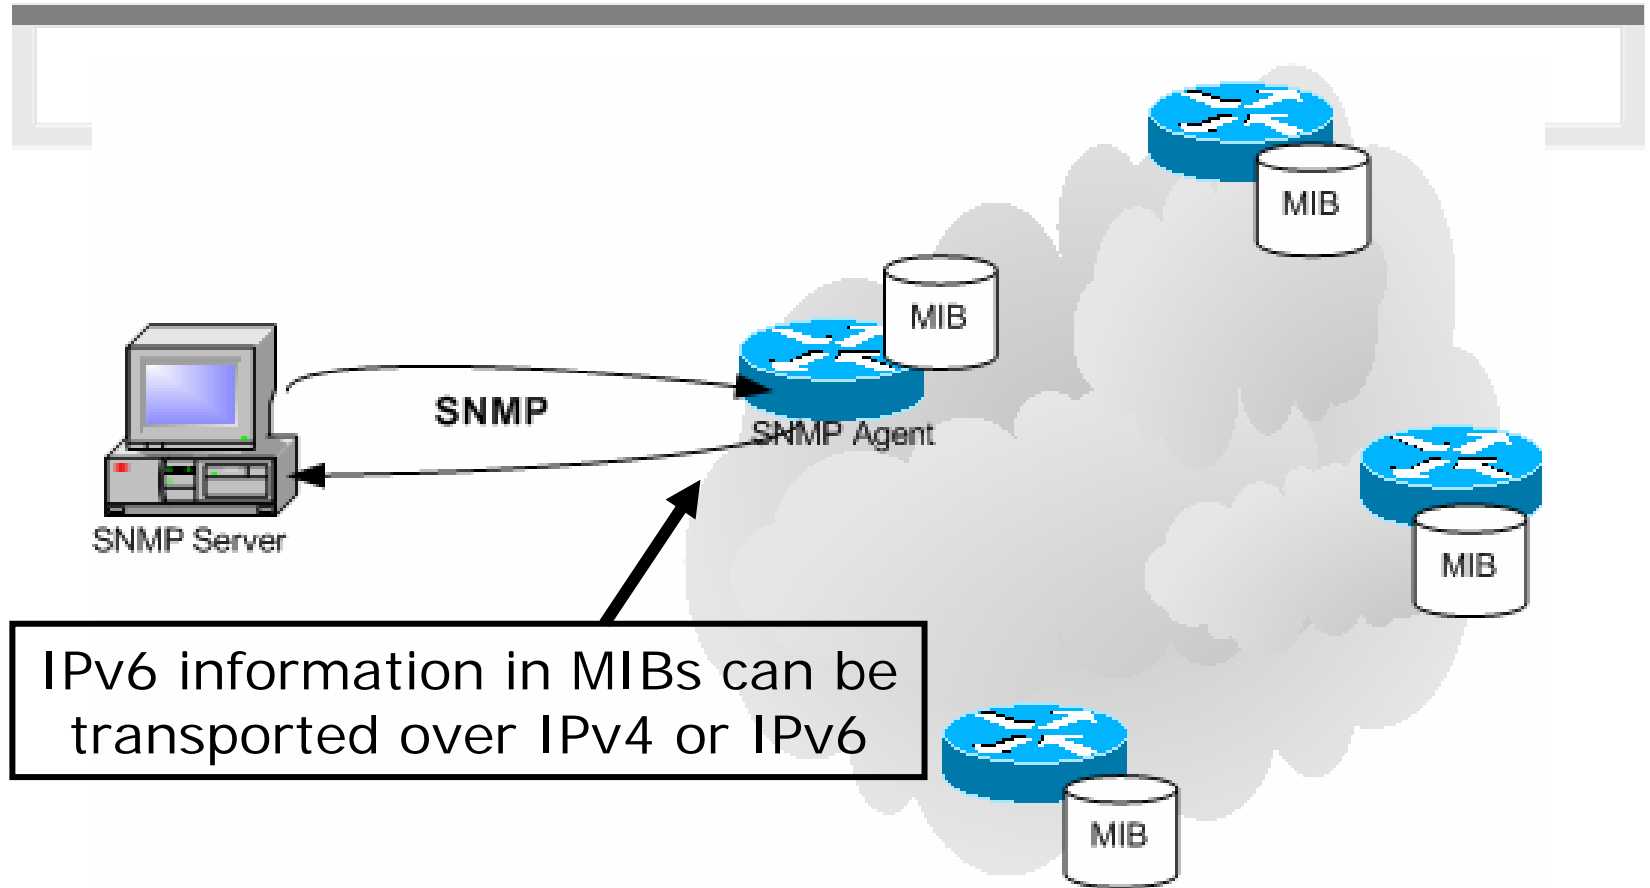 MIB
MIB
SNMP
SNMP Agent
SNMP Server
MIB
IPv6 information in MIBs can be
transported over IPv4 or IPv6
MIB